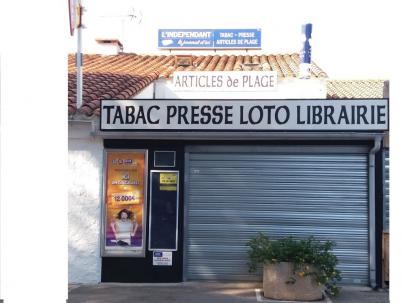 L'INDEPENDANT
TABAC • PRESSE
ARTICLES DE PLAGE
ARTICLES de PLAGE
TABAC PRESSE LOTO LIBRAIRIE
12 000€